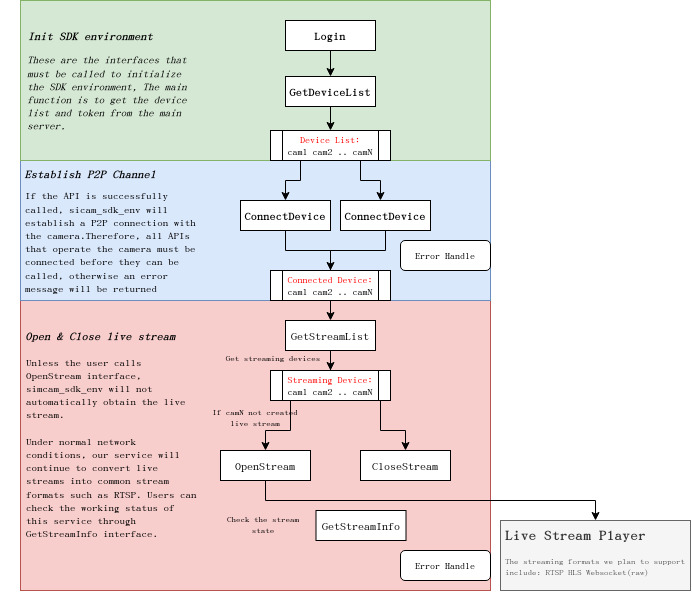 Init SDK environment
These are the interfaces that
must be called to initialize
the SDK environment, The main
function is to get the device
list and token from the main
server.
Login
GetDeviceList
Device List:
cam1 cam2 .. camN
Establish P2P Channel
If the API is successfully
called, sicam_sdk_env will
establish a P2P connection with
the camera.Therefore, all APIs
that operate the camera must be
connected before they can be
called, otherwise an error
message will be returned
ConnectDevice
ConnectDevice
Error Handle
Connected Device:
cam1 cam2 .. camN
Open & Close live stream
Unless the user calls
OpenStream interface,
simcam_sdk_env will not
automatically obtain the live
stream.
Under normal network
conditions, our service will
continue to convert live
streams into common stream
formats such as RTSP. Users can
check the working status of
this service through
GetStreamInfo interface.
GetStreamList
Get streaming devices
Streaming Device:
cam1 cam2 .. camN
If camN not created
live stream
OpenStream
CloseStream
Check the stream
state
GetStreamInfo
Error Handle
Live Stream Player
The streaming formats we plan to support
include: RTSP HLS Websocket(raw)